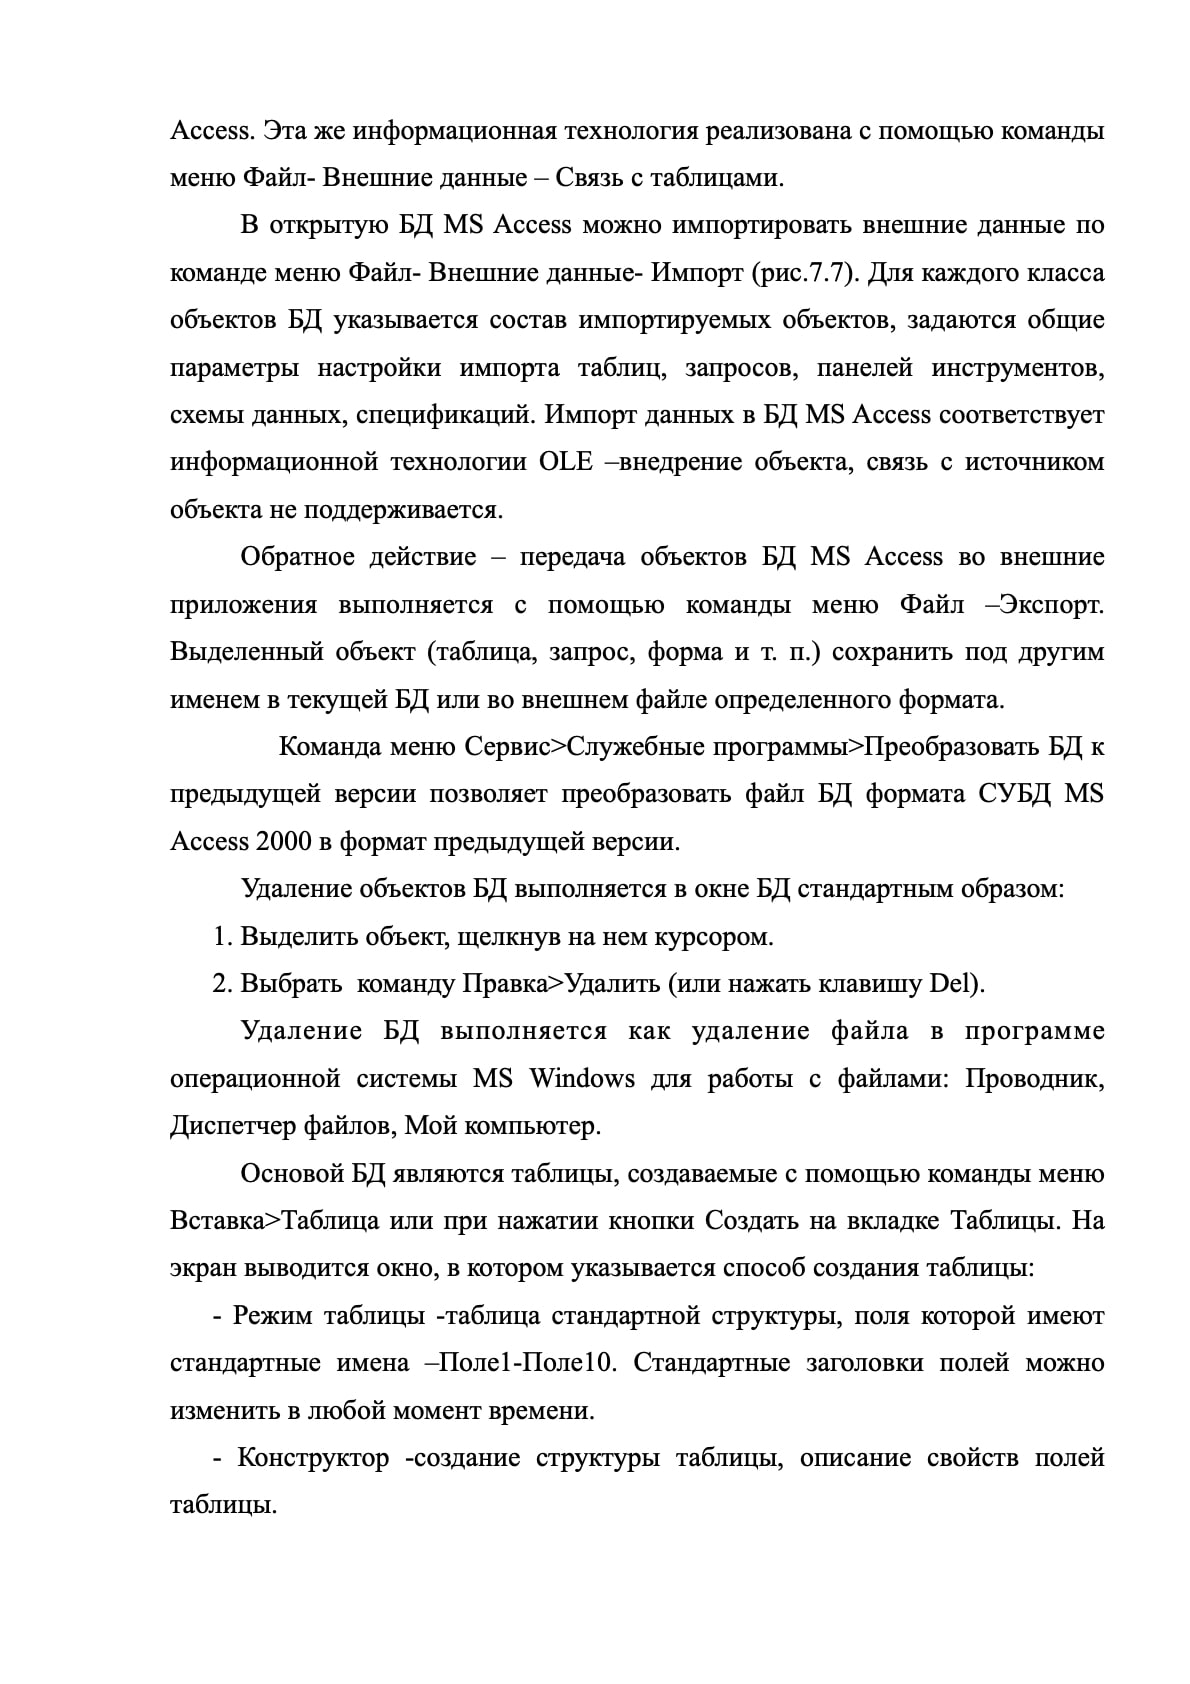 Access. Эта же информационная технология реализована с помощью команды
меню Файл- Внешние данные – Связь с таблицами.
В открытую БД MS Access можно импортировать внешние данные по
команде меню Файл- Внешние данные- Импорт (рис.7.7). Для каждого класса
объектов БД указывается состав импортируемых объектов, задаются общие
параметры настройки импорта таблиц, запросов, панелей инструментов,
схемы данных, спецификаций. Импорт данных в БД MS Access соответствует
информационной технологии OLE –внедрение объекта, связь с источником
объекта не поддерживается.
Обратное действие – передача объектов БД MS Access во внешние
приложения выполняется с помощью команды меню Файл –Экспорт.
Выделенный объект (таблица, запрос, форма и т. п.) сохранить под другим
именем в текущей БД или во внешнем файле определенного формата.
Команда меню Сервис>Служебные программы>Преобразовать БД к
предыдущей версии позволяет преобразовать файл БД формата СУБД MS
Access 2000 в формат предыдущей версии.
Удаление объектов БД выполняется в окне БД стандартным образом:
1. Выделить объект, щелкнув на нем курсором.
2. Выбрать  команду Правка>Удалить (или нажать клавишу Del).
Удаление БД выполняется как удаление файла в программе
операционной системы MS Windows для работы с файлами: Проводник,
Диспетчер файлов, Мой компьютер.
Основой БД являются таблицы, создаваемые с помощью команды меню
Вставка>Таблица или при нажатии кнопки Создать на вкладке Таблицы. На
экран выводится окно, в котором указывается способ создания таблицы:
- Режим таблицы -таблица стандартной структуры, поля которой имеют
стандартные имена –Поле1-Поле10. Стандартные заголовки полей можно
изменить в любой момент времени.
- Конструктор -создание структуры таблицы, описание свойств полей
таблицы.